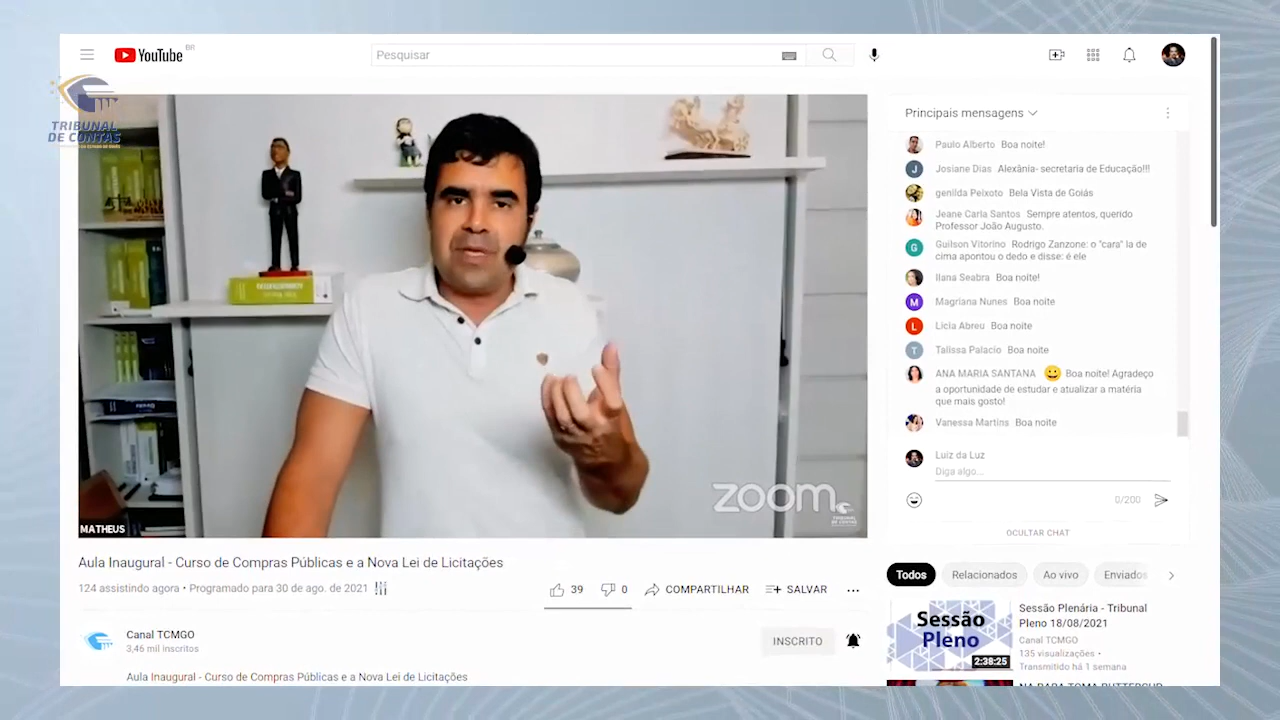 YouTube BR
Pesquisar
TRIBUNAL
DE CONTAS
zoom
TRIBUNAL
DE CONTAS
MATHEUS
Aula Inaugural - Curso de Compras Públicas e a Nova Lei de Licitações
124 assistindo agora • Programado para 30 de ago. de 2021
39
0
COMPARTILHAR
SALVAR
Canal TCMGO
3,46 mil inscritos
INSCRITO
Aula Inaugural - Curso de Compras Públicas e a Nova Lei de Licitações
Principais mensagens
Paulo Alberto Boa noite!
J Josiane Dias Alexânia- secretaria de Educação!!!
genilda Peixoto Bela Vista de Goiás
Jeane Carla Santos Sempre atentos, querido
Professor João Augusto.
G Guilson Vitorino Rodrigo Zanzone: o "cara" la de
cima apontou o dedo e disse: é ele
Ilana Seabra Boa noite!
M Magriana Nunes Boa noite
L Licia Abreu Boa noite
T Talissa Palacio Boa noite
ANA MARIA SANTANA 😀 Boa noite! Agradeço
a oportunidade de estudar e atualizar a matéria
que mais gosto!
Vanessa Martins Boa noite
Luiz da Luz
Diga algo...
0/200
OCULTAR CHAT
Todos
Relacionados
Ao vivo
Enviados
Sessão
Pleno
2:38:25
Sessão Plenária - Tribunal
Pleno 18/08/2021
Canal TCMGO
135 visualizações •
Transmitido há 1 semana